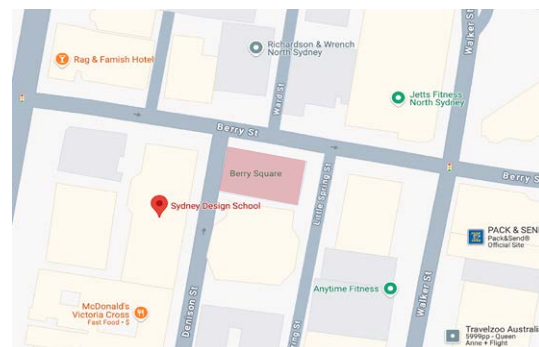 Richardson & Wrench
North Sydney
Rag & Famish Hotel
Walker St
Jetts Fitness
North Sydney
Ward St
Berry St
Berry Square
Little Spring St
Berry S
Sydney Design School
PACK & SEND
Pack&Send®
Official Site
Anytime Fitness
McDonald's
Victoria Cross
Fast Food • $
Denison St
ring St
Walker St
Travelzoo Australi
5999pp - Queen
Anne + Flight